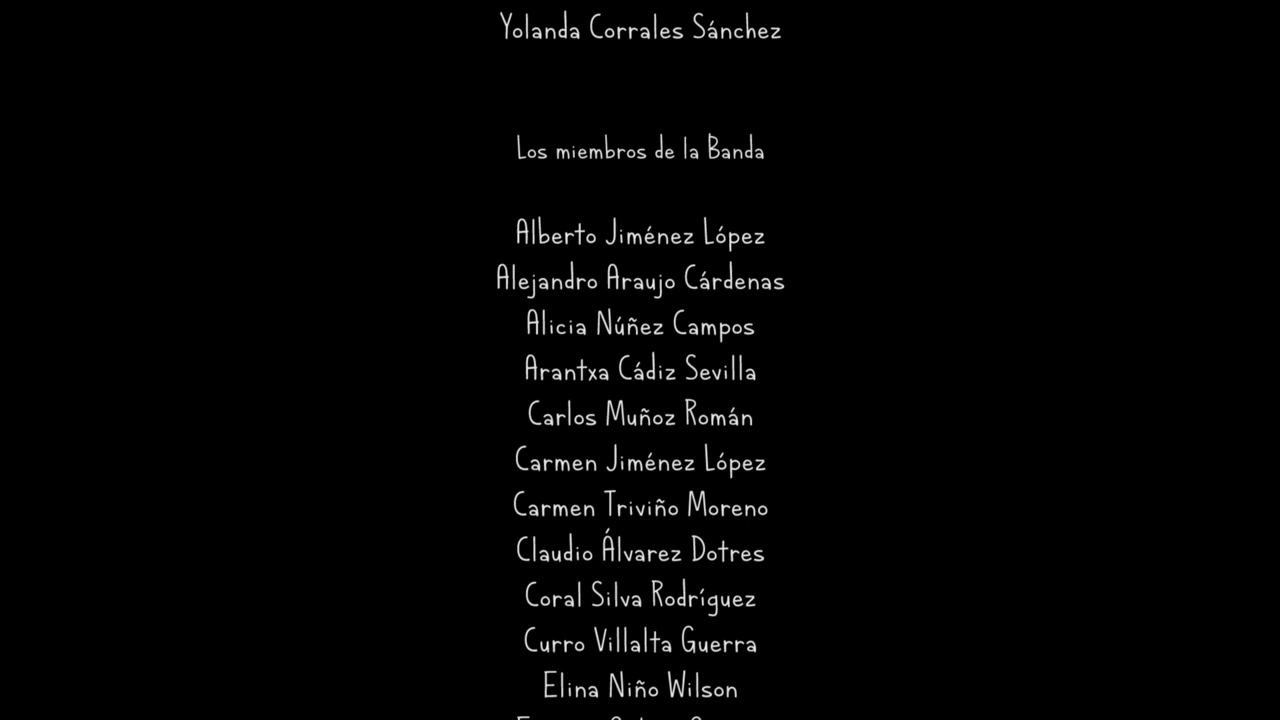 Yolanda Corrales Sánchez
Los miembros de la Banda
Alberto Jiménez López
Alejandro Araujo Cárdenas
Alicia Núñez Campos
Arantxa Cádiz Sevilla
Carlos Muñoz Román
Carmen Jiménez López
Carmen Triviño Moreno
Claudio Álvarez Dotres
Coral Silva Rodríguez
Curro Villalta Guerra
Elina Niño Wilson